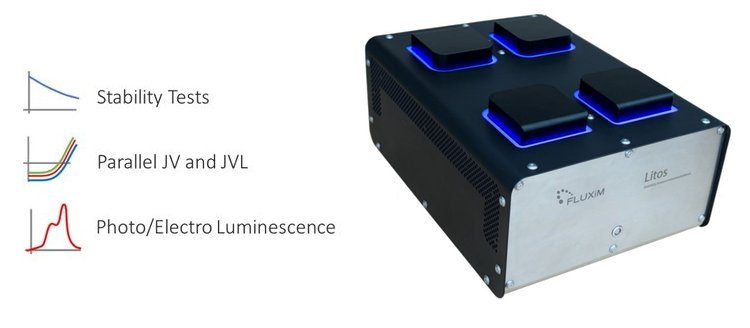 Stability Tests
Parallel JV and JVL
Photo/Electro Luminescence
FLUXiM
Litos